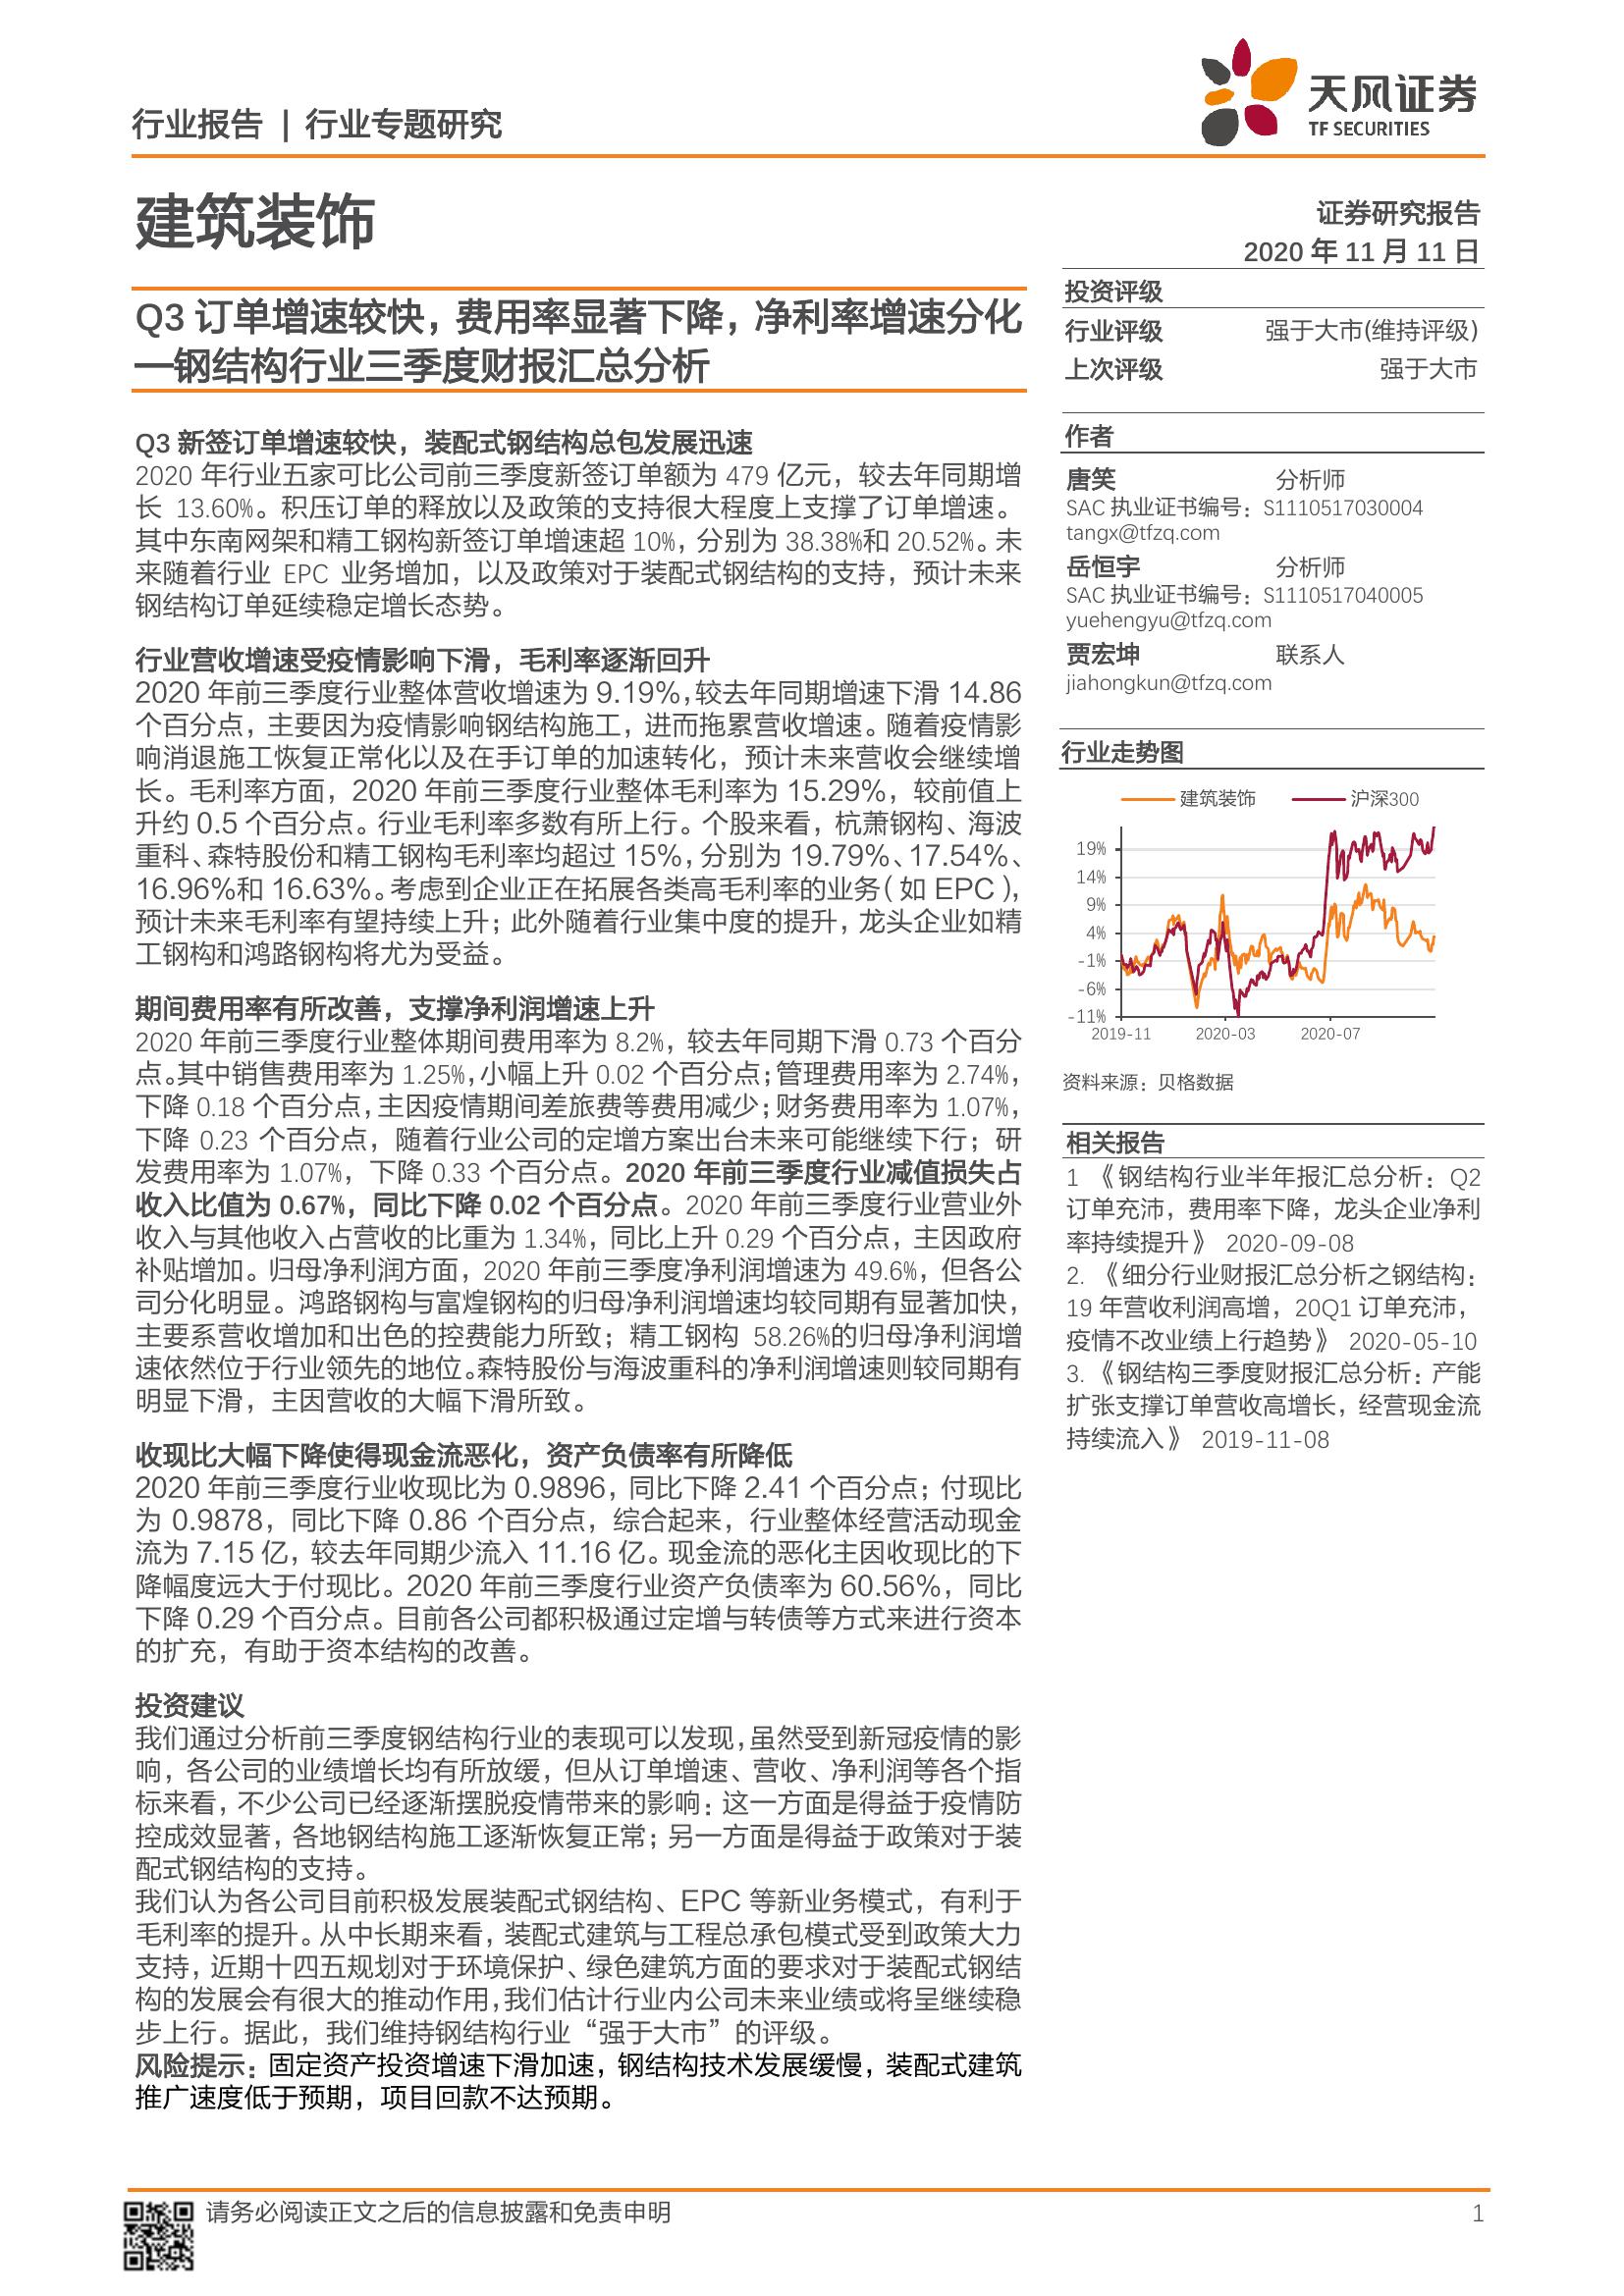 行业报告 | 行业专题研究
天风证券
TF SECURITIES
建筑装饰
Q3 订单增速较快，费用率显著下降，净利率增速分化
—钢结构行业三季度财报汇总分析
Q3 新签订单增速较快，装配式钢结构总包发展迅速
2020 年行业五家可比公司前三季度新签订单额为 479 亿元，较去年同期增
长 13.60%。积压订单的释放以及政策的支持很大程度上支撑了订单增速。
其中东南网架和精工钢构新签订单增速超 10%，分别为 38.38%和 20.52%。未
来随着行业 EPC 业务增加，以及政策对于装配式钢结构的支持，预计未来
钢结构订单延续稳定增长态势。
行业营收增速受疫情影响下滑，毛利率逐渐回升
2020 年前三季度行业整体营收增速为 9.19%，较去年同期增速下滑 14.86
个百分点，主要因为疫情影响钢结构施工，进而拖累营收增速。随着疫情影
响消退施工恢复正常化以及在手订单的加速转化，预计未来营收会继续增
长。毛利率方面，2020 年前三季度行业整体毛利率为 15.29%，较前值上
升约 0.5 个百分点。行业毛利率多数有所上行。个股来看，杭萧钢构、海波
重科、森特股份和精工钢构毛利率均超过 15%，分别为 19.79%、17.54%、
16.96%和 16.63%。考虑到企业正在拓展各类高毛利率的业务（如 EPC），
预计未来毛利率有望持续上升；此外随着行业集中度的提升，龙头企业如精
工钢构和鸿路钢构将尤为受益。
期间费用率有所改善，支撑净利润增速上升
2020 年前三季度行业整体期间费用率为 8.2%，较去年同期下滑 0.73 个百分
点。其中销售费用率为 1.25%，小幅上升 0.02 个百分点；管理费用率为 2.74%，
下降 0.18 个百分点，主因疫情期间差旅费等费用减少；财务费用率为 1.07%，
下降 0.23 个百分点，随着行业公司的定增方案出台未来可能继续下行；研
发费用率为 1.07%，下降 0.33 个百分点。2020 年前三季度行业减值损失占
收入比值为 0.67%，同比下降 0.02 个百分点。2020 年前三季度行业营业外
收入与其他收入占营收的比重为 1.34%，同比上升 0.29 个百分点，主因政府
补贴增加。归母净利润方面，2020 年前三季度净利润增速为 49.6%，但各公
司分化明显。鸿路钢构与富煌钢构的归母净利润增速均较同期有显著加快，
主要系营收增加和出色的控费能力所致；精工钢构 58.26%的归母净利润增
速依然位于行业领先的地位。森特股份与海波重科的净利润增速则较同期有
明显下滑，主因营收的大幅下滑所致。
收现比大幅下降使得现金流恶化，资产负债率有所降低
2020 年前三季度行业收现比为 0.9896，同比下降 2.41 个百分点；付现比
为 0.9878，同比下降 0.86 个百分点，综合起来，行业整体经营活动现金
流为 7.15 亿，较去年同期少流入 11.16 亿。现金流的恶化主因收现比的下
降幅度远大于付现比。2020 年前三季度行业资产负债率为 60.56%，同比
下降 0.29 个百分点。目前各公司都积极通过定增与转债等方式来进行资本
的扩充，有助于资本结构的改善。
投资建议
我们通过分析前三季度钢结构行业的表现可以发现，虽然受到新冠疫情的影
响，各公司的业绩增长均有所放缓，但从订单增速、营收、净利润等各个指
标来看，不少公司已经逐渐摆脱疫情带来的影响：这一方面是得益于疫情防
控成效显著，各地钢结构施工逐渐恢复正常；另一方面是得益于政策对于装
配式钢结构的支持。
我们认为各公司目前积极发展装配式钢结构、EPC 等新业务模式，有利于
毛利率的提升。从中长期来看，装配式建筑与工程总承包模式受到政策大力
支持，近期十四五规划对于环境保护、绿色建筑方面的要求对于装配式钢结
构的发展会有很大的推动作用，我们估计行业内公司未来业绩或将呈继续稳
步上行。据此，我们维持钢结构行业“强于大市”的评级。
风险提示：固定资产投资增速下滑加速，钢结构技术发展缓慢，装配式建筑
推广速度低于预期，项目回款不达预期。
证券研究报告
2020 年 11 月 11 日
投资评级
行业评级 强于大市(维持评级)
上次评级 强于大市
作者
唐笑 分析师
SAC 执业证书编号：S1110517030004
tangx@tfzq.com
岳恒宇 分析师
SAC 执业证书编号：S1110517040005
yuehengyu@tfzq.com
贾宏坤 联系人
jiahongkun@tfzq.com
行业走势图
建筑装饰 沪深300
19%
14%
9%
4%
-1%
-6%
-11%
2019-11 2020-03 2020-07
资料来源：贝格数据
相关报告
1 《钢结构行业半年报汇总分析：Q2
订单充沛，费用率下降，龙头企业净利
率持续提升》 2020-09-08
2. 《细分行业财报汇总分析之钢结构：
19 年营收利润高增，20Q1 订单充沛，
疫情不改业绩上行趋势》 2020-05-10
3. 《钢结构三季度财报汇总分析：产能
扩张支撑订单营收高增长，经营现金流
持续流入》 2019-11-08
请务必阅读正文之后的信息披露和免责申明 1